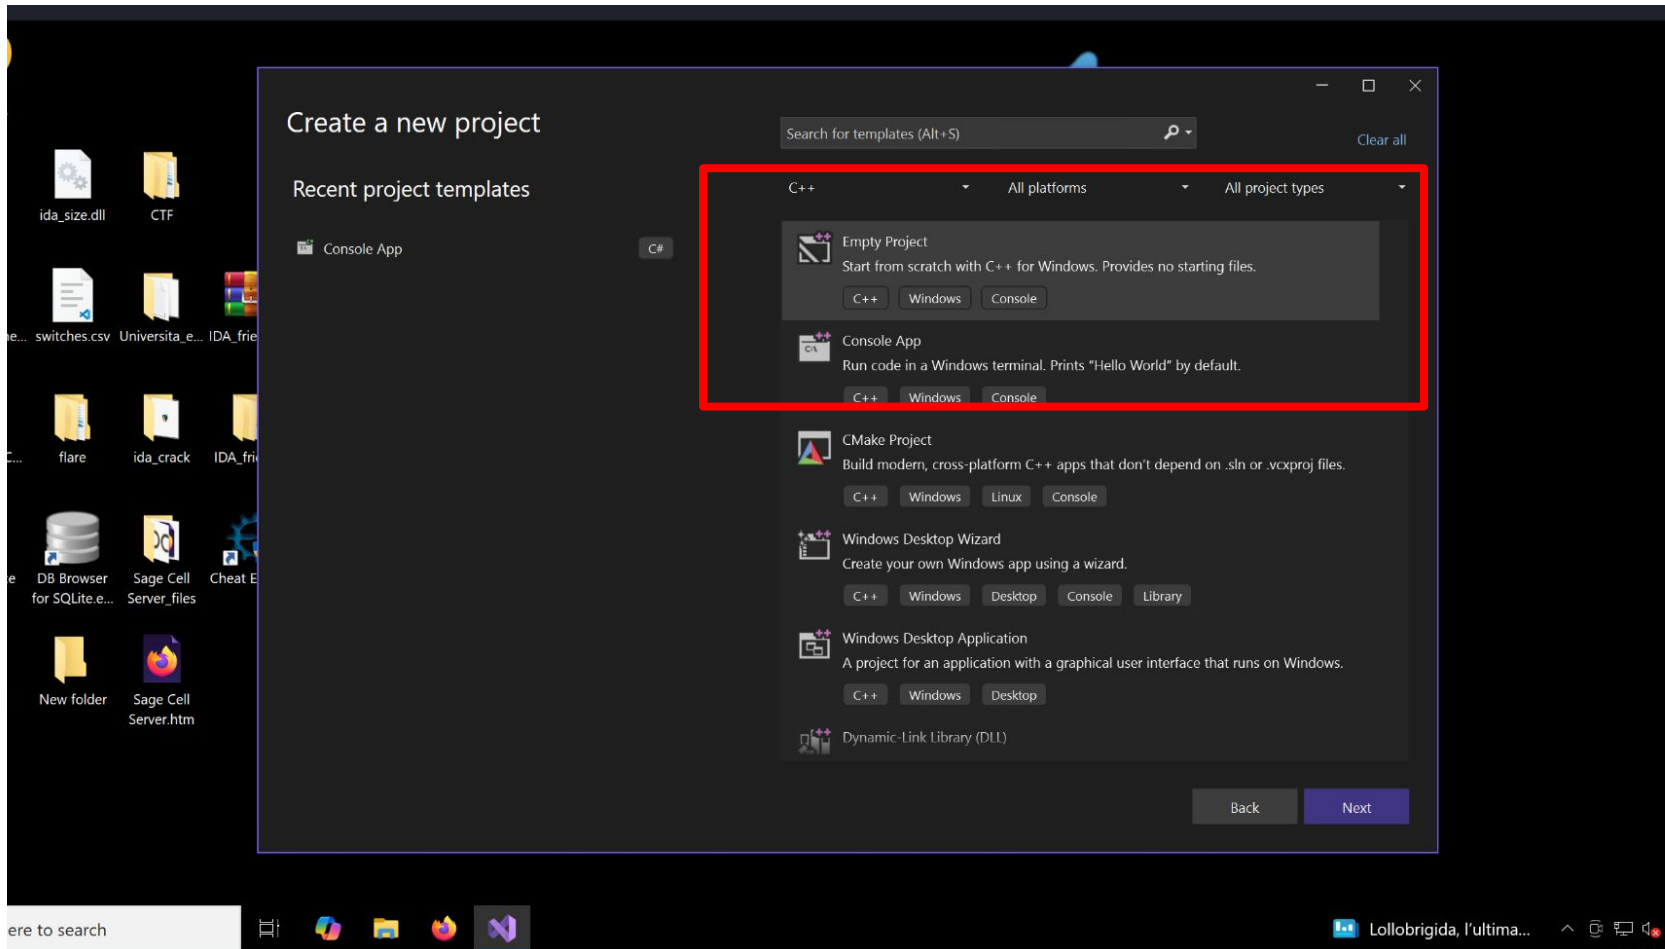 Create a new project
Search for templates (Alt+S)
Clear all
Recent project templates
C++
All platforms
All project types
Console App
C#
Empty Project
Start from scratch with C++ for Windows. Provides no starting files.
C++ Windows Console
Console App
Run code in a Windows terminal. Prints "Hello World" by default.
C++ Windows Console
CMake Project
Build modern, cross-platform C++ apps that don't depend on .sln or .vcxproj files.
C++ Windows Linux Console
Windows Desktop Wizard
Create your own Windows app using a wizard.
C++ Windows Desktop Console Library
Windows Desktop Application
A project for an application with a graphical user interface that runs on Windows.
C++ Windows Desktop
Dynamic-Link Library (DLL)
Back
Next
ida_size.dll
CTF
switches.csv
Universita_e...
IDA_frie
flare
ida_crack
IDA_fri
DB Browser
for SQLite.e...
Sage Cell
Server_files
Cheat E
New folder
Sage Cell
Server.htm
ere to search
Lollobrigida, l'ultima...